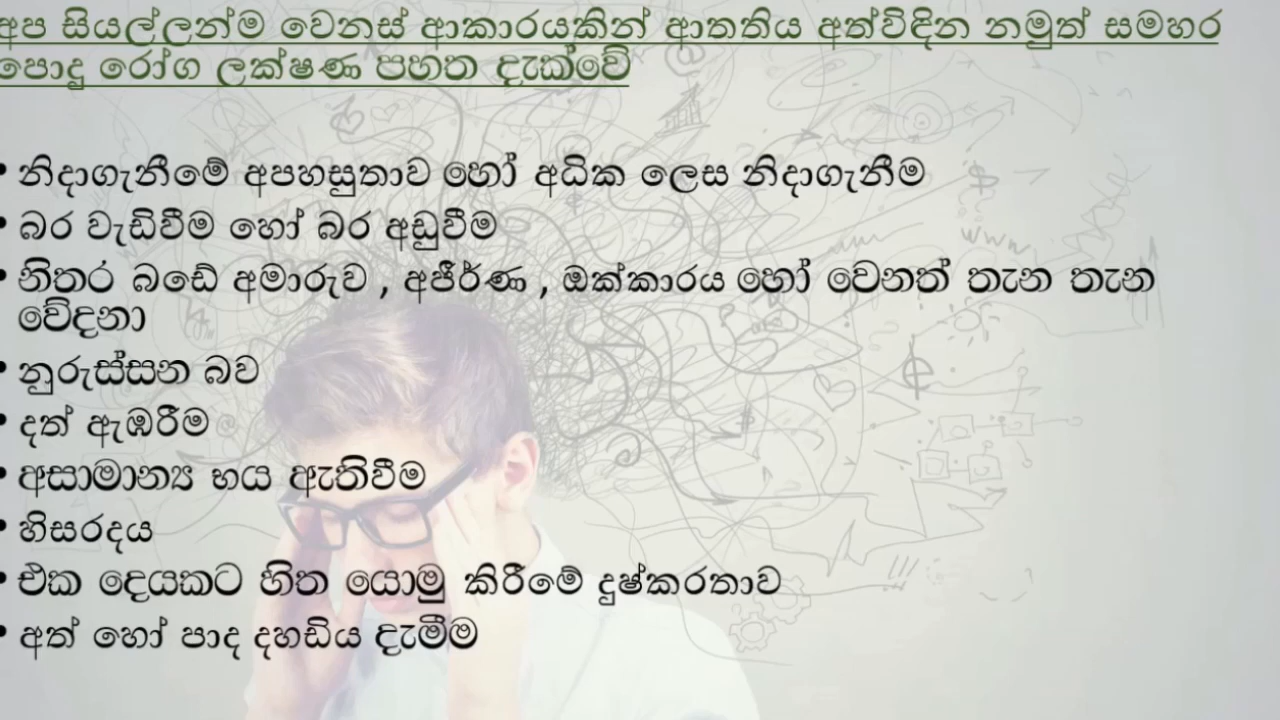 අප සියල්ලන්ම වෙනස් ආකාරයකින් ආතතිය අත්විඳින නමුත් සමහර
පොදු රෝග ලක්ෂණ පහත දැක්වේ
• නිදාගැනීමේ අපහසුතාව හෝ අධික ලෙස නිදාගැනීම
• බර වැඩිවීම හෝ බර අඩුවීම
• නිතර බඩේ අමාරුව , අජීර්ණ , ඔක්කාරය හෝ වෙනත් තැන තැන
වේදනා
• නුරුස්සන බව
• දත් ඇඹරීම
• අසාමාන්‍ය භය ඇතිවීම
• හිසරදය
• එක දෙයකට හිත යොමු කිරීමේ දුෂ්කරතාව
• අත් හෝ පාද දහඩිය දැමීම